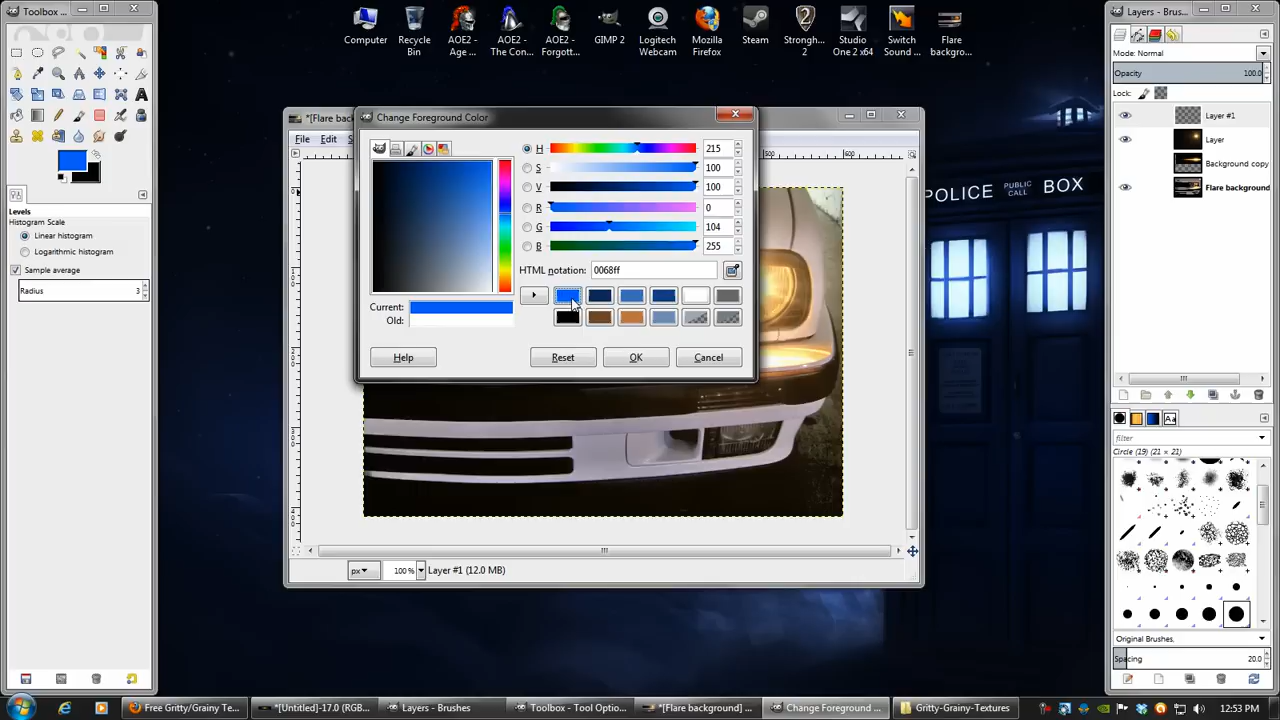 Toolbox ...
Levels
Histogram Scale
Linear histogram
Logarithmic histogram
Sample average
Radius 3
Computer
Recycle Bin
AOE2 - Age ...
AOE2 - The Con...
AOE2 - Forgott...
GIMP 2
Logitech Webcam
Mozilla Firefox
Steam
Strongh... 2
Studio One 2 x64
Switch Sound ...
Flare backgro...
*[Flare bac
File Edit
Change Foreground Color
H 215
S 100
V 100
R 0
G 104
B 255
HTML notation: 0068ff
Current:
Old:
Help Reset OK Cancel
500 600
100
300
400
px 100% Layer #1 (12.0 MB)
POLICE PUBLIC CALL BOX
Layers - Brus...
Mode: Normal
Opacity 100.0
Lock:
Layer #1
Layer
Background copy
Flare background
Aa
filter
Circle (19) (21 × 21)
Original Brushes,
Spacing 20.0
Free Gritty/Grainy Te...
*[Untitled]-17.0 (RGB...
Layers - Brushes
Toolbox - Tool Optio...
*[Flare background] ...
Change Foreground ...
Gritty-Grainy-Textures
12:53 PM